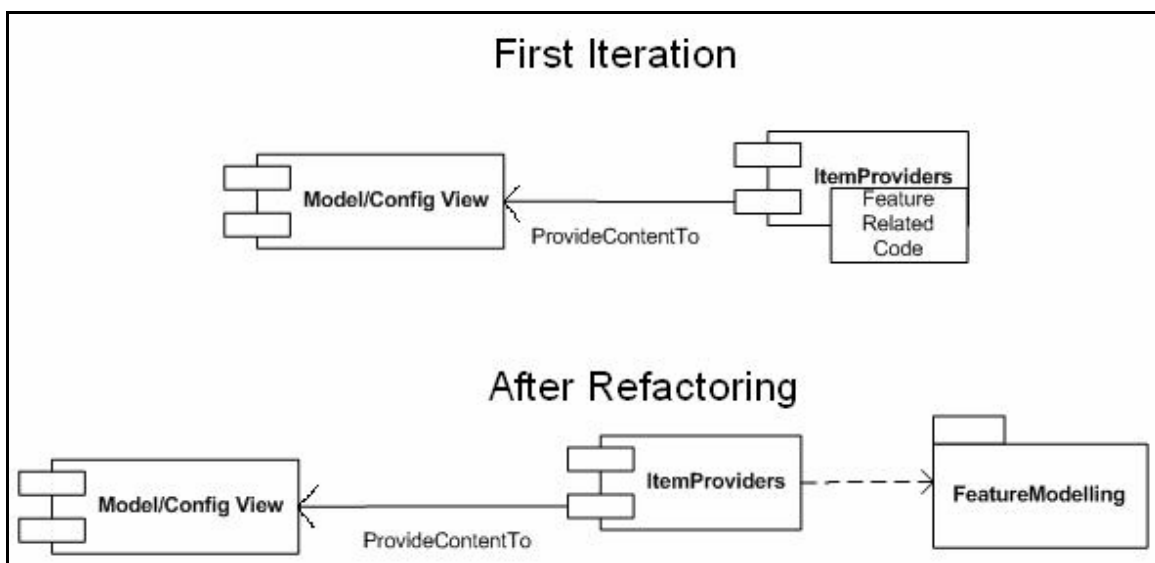 First Iteration
Model/Config View
ItemProviders
Feature
Related
Code
ProvideContentTo
After Refactoring
Model/Config View
ItemProviders
FeatureModelling
ProvideContentTo